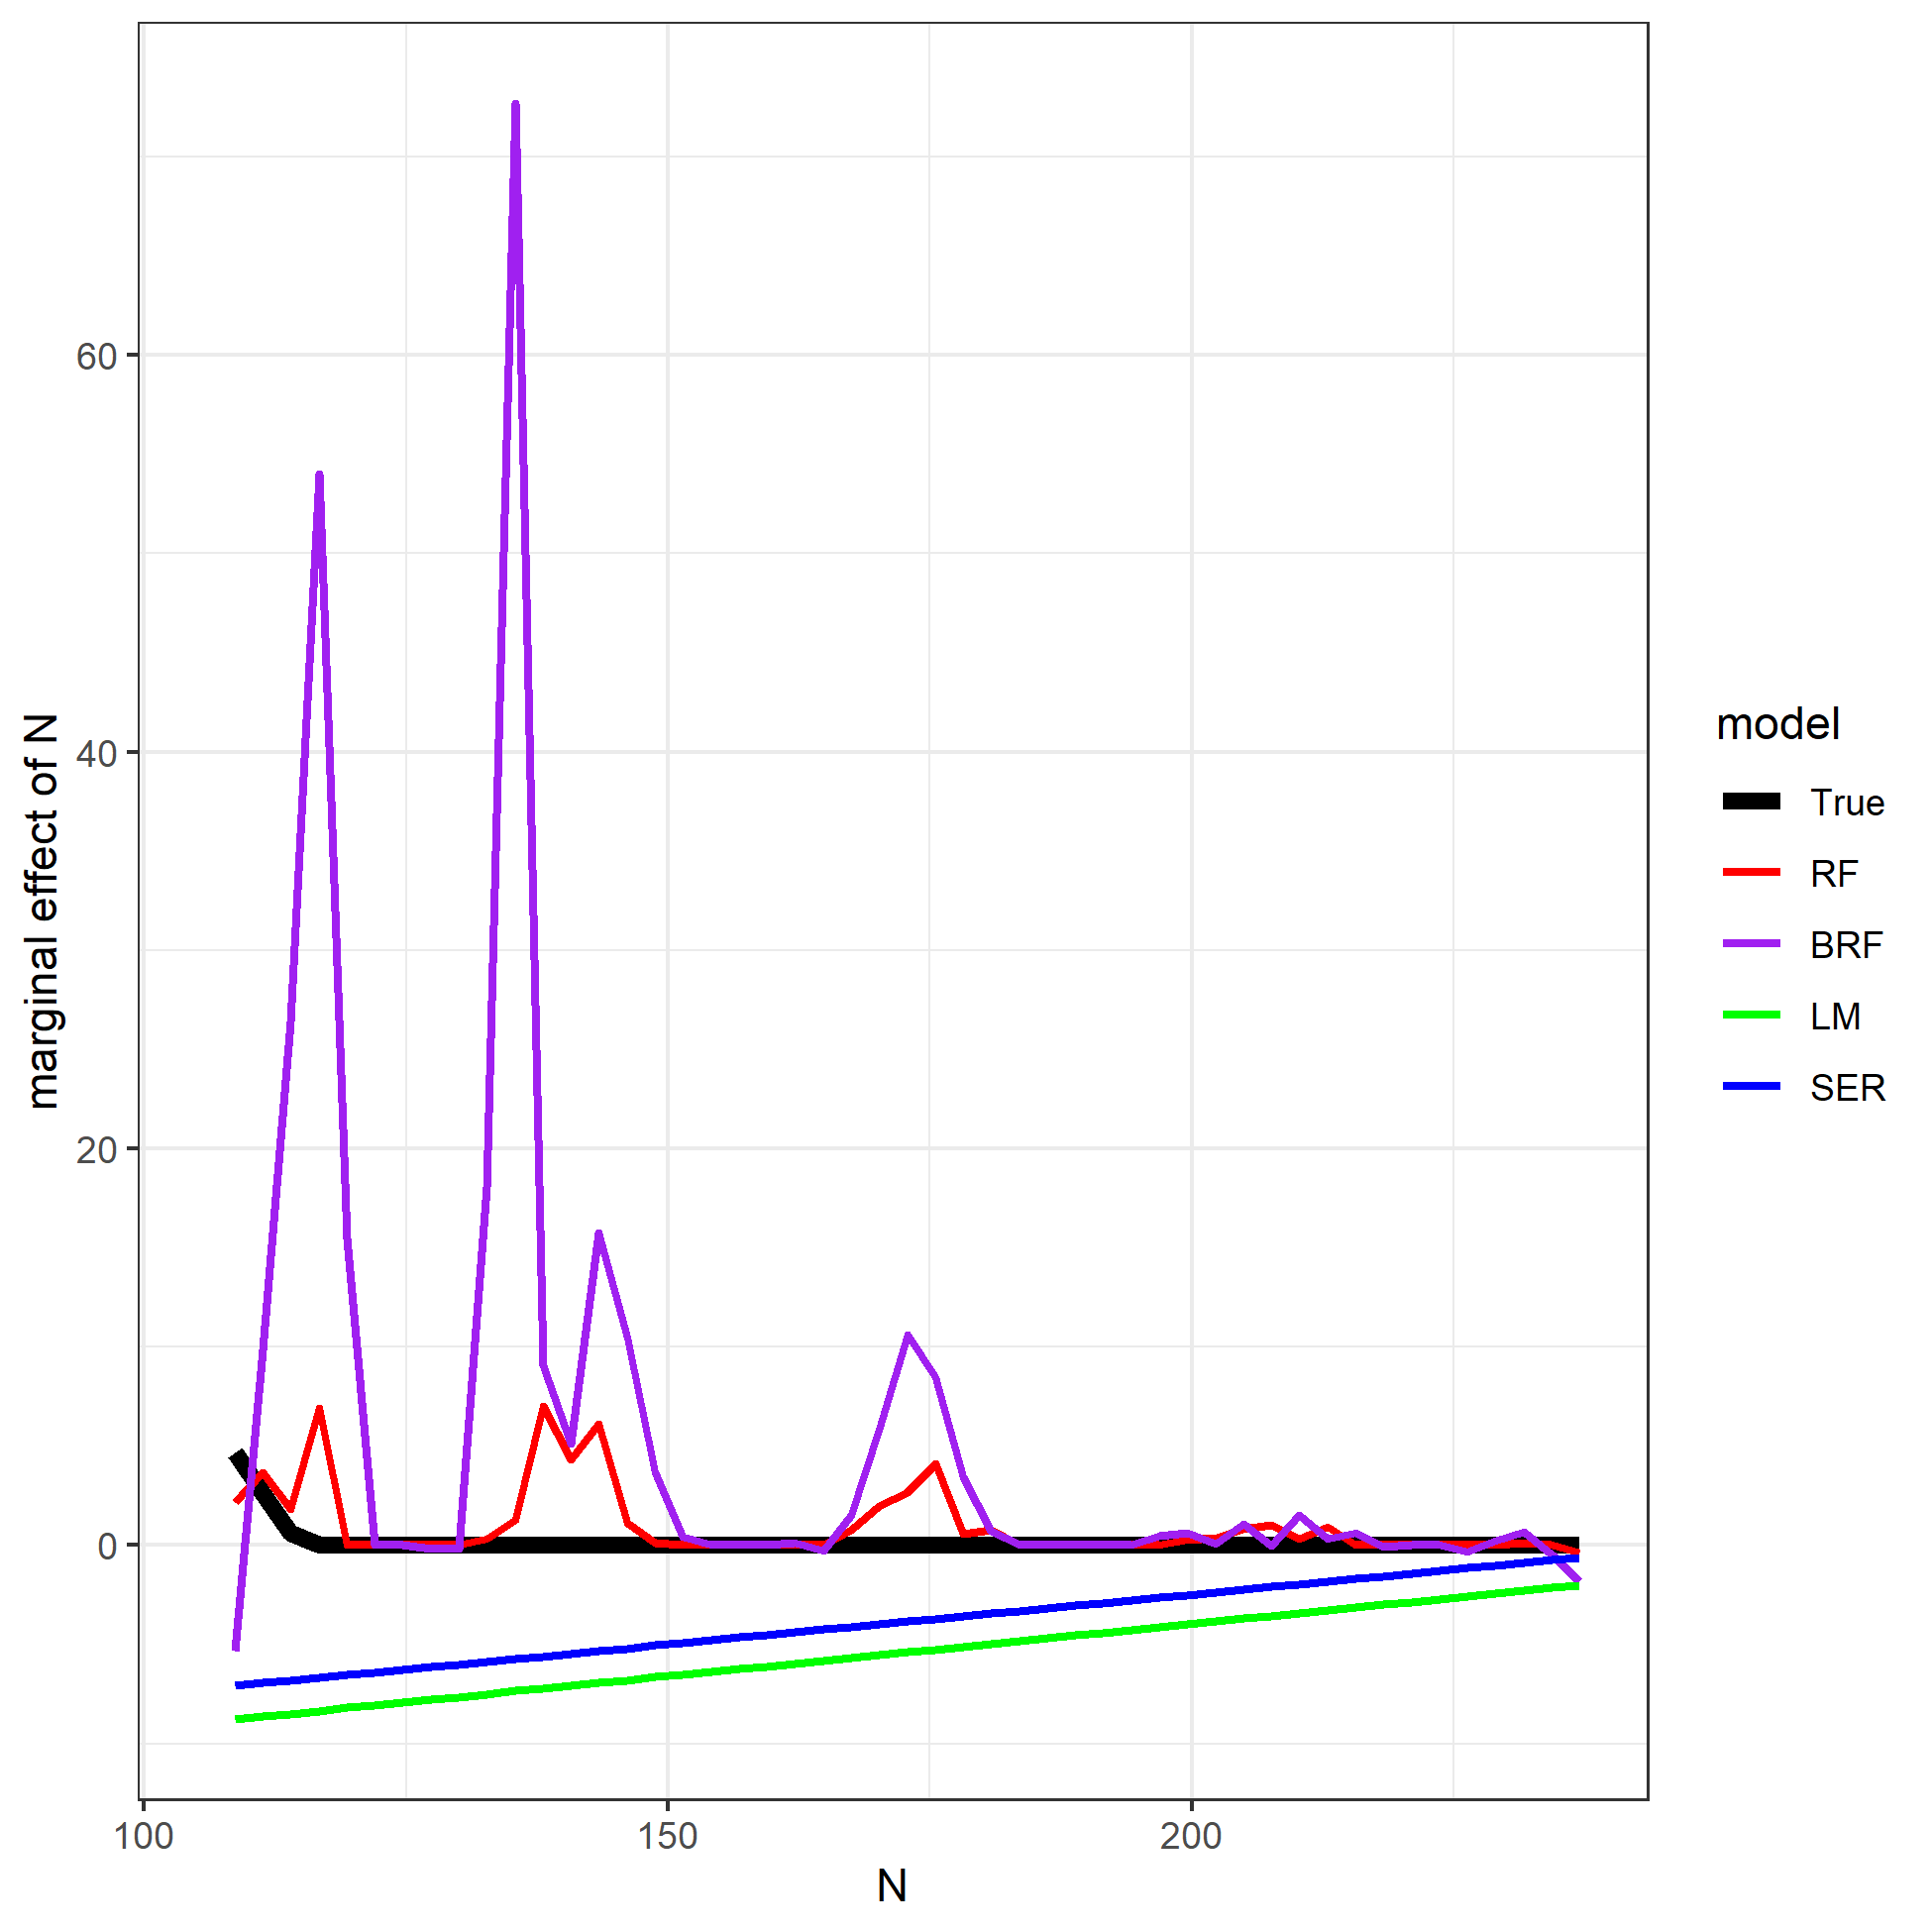 marginal effect of N
60
40
20
0
100
150
200
N
model
True
RF
BRF
LM
SER